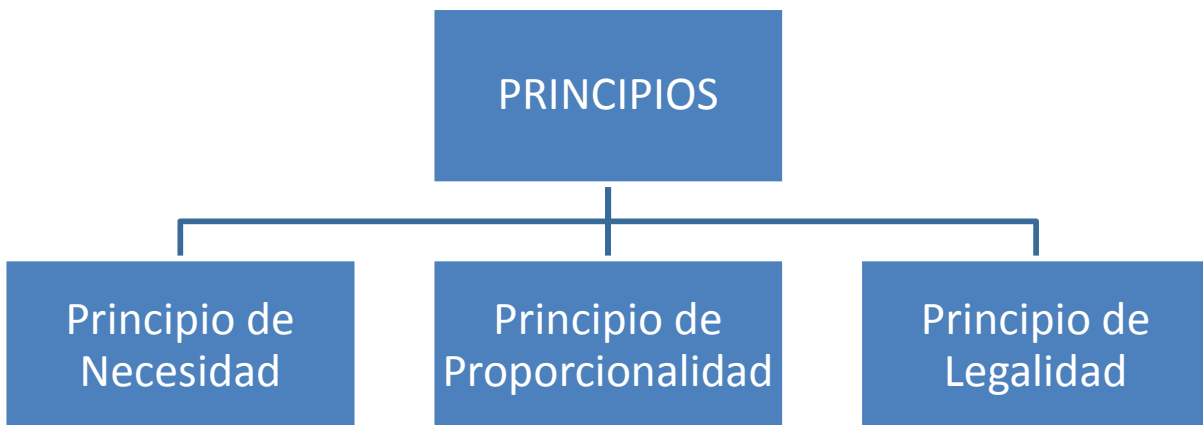 PRINCIPIOS
Principio de
Necesidad
Principio de
Proporcionalidad
Principio de
Legalidad